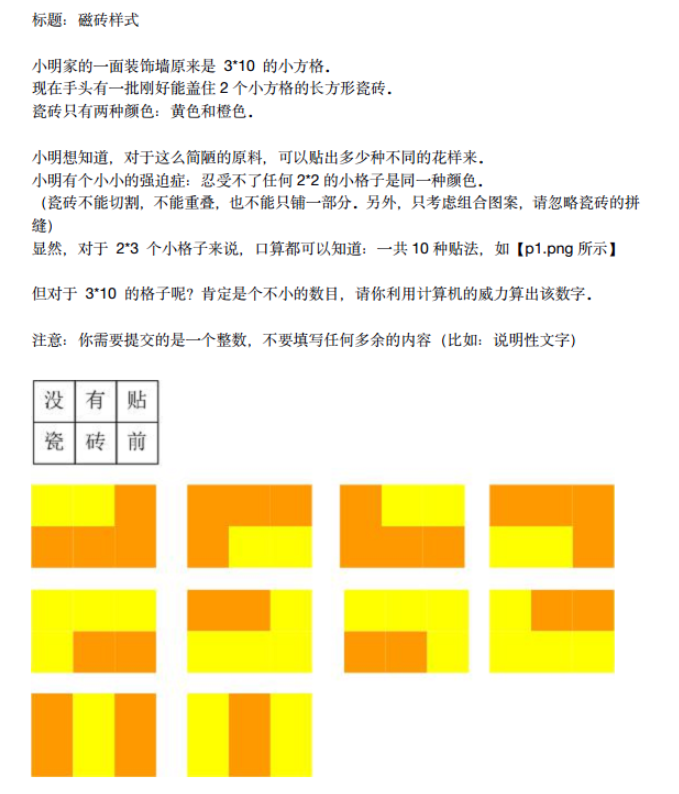 标题：磁砖样式
小明家的一面装饰墙原来是 3*10 的小方格．
现在手头有一批刚好能盖住 2 个小方格的长方形瓷砖．
瓷砖只有两种颜色：黄色和橙色．
小明想知道，对于这么简陋的原料，可以贴出多少种不同的花样来．
小明有个小小的强迫症：忍受不了任何 2*2 的小格子是同一种颜色．
（瓷砖不能切割，不能重叠，也不能只铺一部分．另外，只考虑组合图案，请忽略瓷砖的拼
缝）
显然，对于 2*3 个小格子来说，口算都可以知道：一共 10 种贴法，如【p1.png 所示】
但对于 3*10 的格子呢？肯定是个不小的数目，请你利用计算机的威力算出该数字．
注意：你需要提交的是一个整数，不要填写任何多余的内容（比如：说明性文字）
没 有 贴
瓷 砖 前